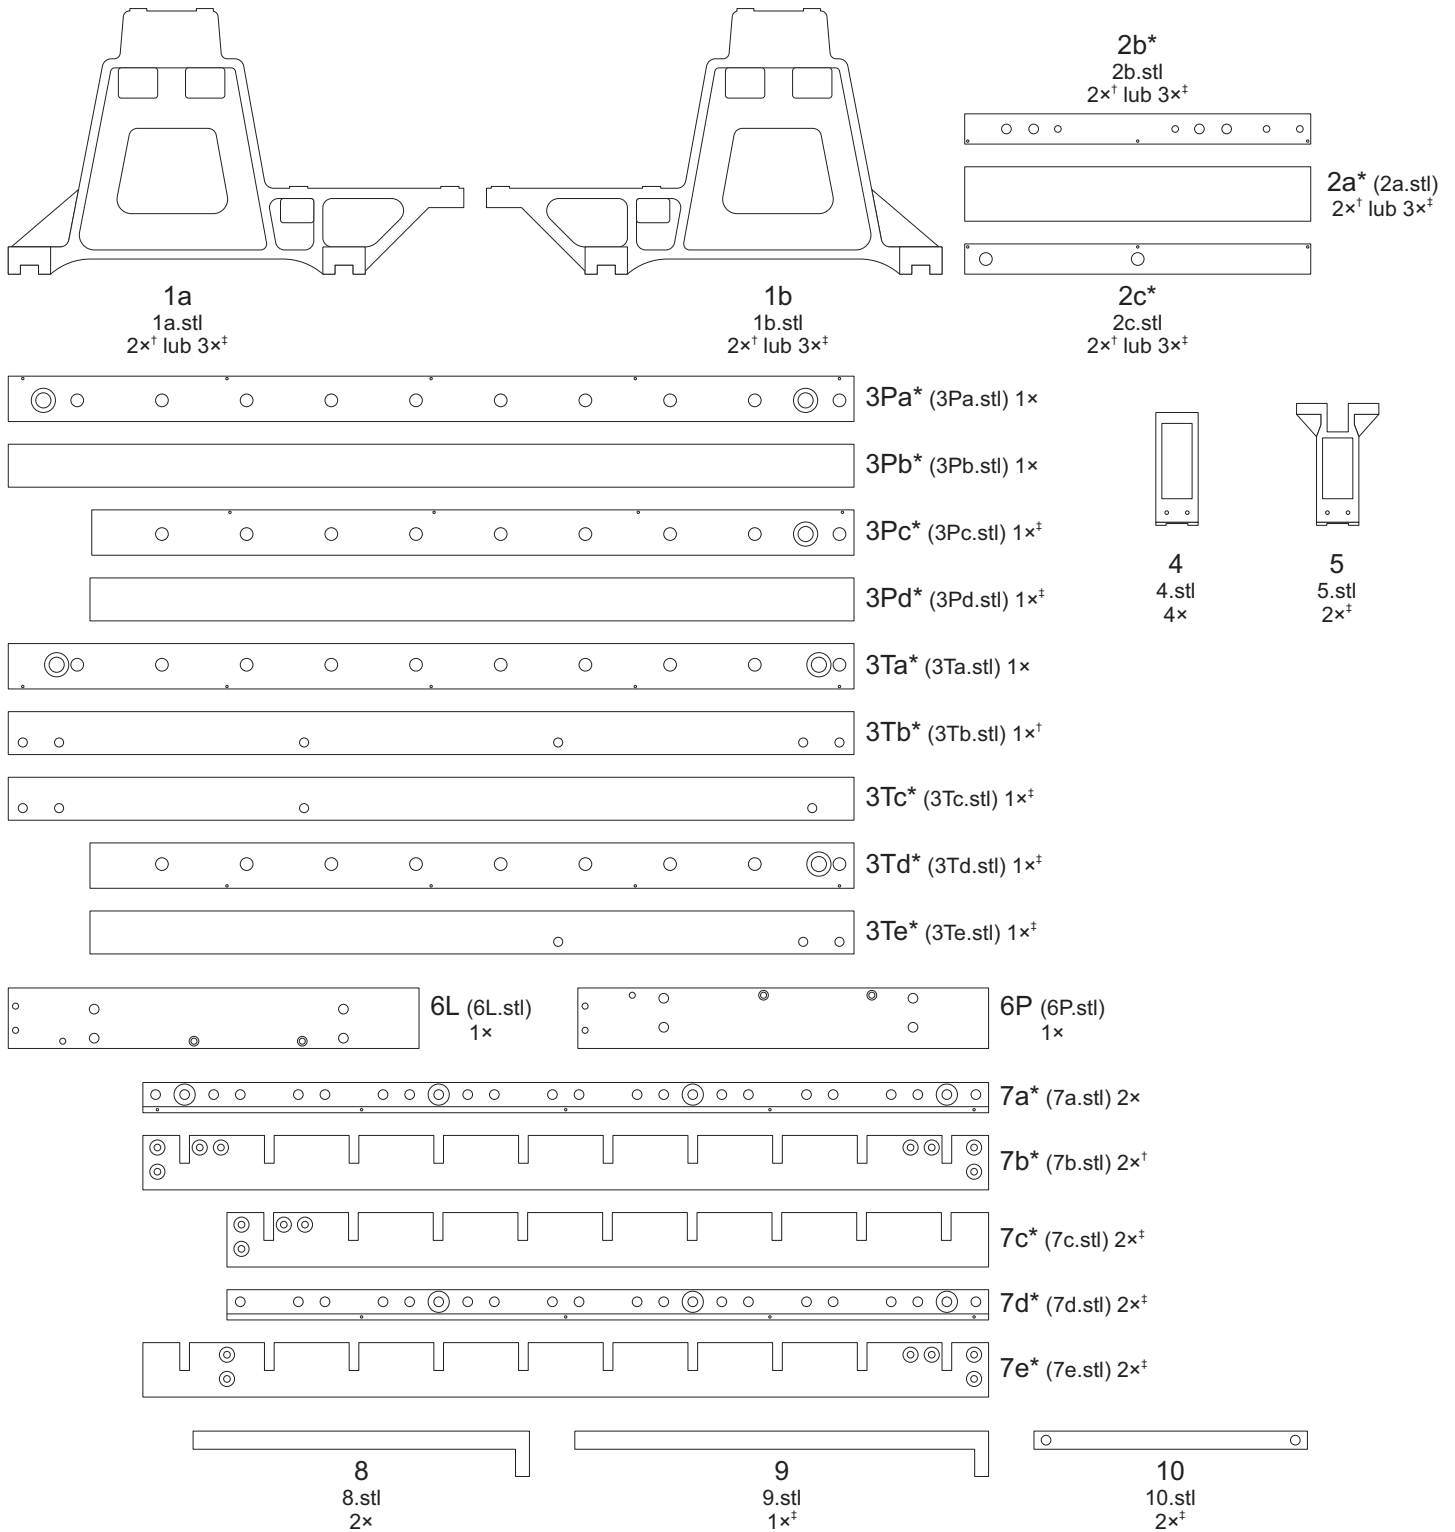 2b*
2b.stl
2׆ lub 3ב·
2a* (2a.stl)
2׆ lub 3×‡
1a
1a.stl
2׆ lub 3×‡
1b
1b.stl
2׆ lub 3×‡
2c*
2c.stl
2׆ lub 3×‡
3Pa* (3Pa.stl) 1×
3Pb* (3Pb.stl) 1×
3Pc* (3Pc.stl) 1×‡
3Pd* (3Pd.stl) 1×‡
4
4.stl
4×
5
5.stl
2×‡
3Ta* (3Ta.stl) 1×
3Tb* (3Tb.stl) 1׆
3Tc* (3Tc.stl) 1×‡
3Td* (3Td.stl) 1×‡
3Te* (3Te.stl) 1×‡
6L (6L.stl)
1×
6P (6P.stl)
1×
7a* (7a.stl) 2×
7b* (7b.stl) 2׆
7c* (7c.stl) 2×‡
7d* (7d.stl) 2×‡
7e* (7e.stl) 2×‡
8
8.stl
2×
9
9.stl
1×‡
10
10.stl
2×‡